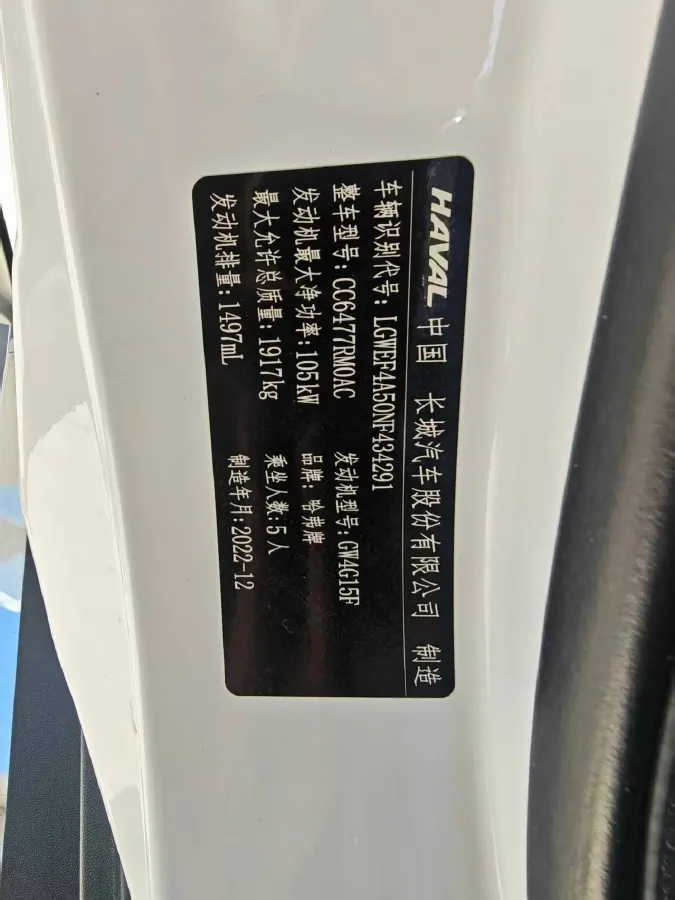 HAVAL 中国 长城汽车股份有限公司 制造
车辆识别代号: LGWEF4A50NF434291
整车型号: CC6477RM0AC 发动机型号: GW4G15F
发动机最大净功率: 105kW 品牌: 哈弗牌
最大允许总质量: 1917kg 乘坐人数: 5人
发动机排量: 1497mL 制造年月: 2022-12